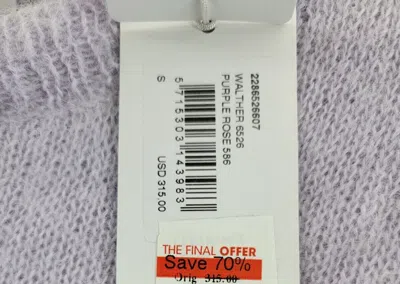 2286526607
WALTHER 6526
PURPLE ROSE 586
5 715303 143983
S
USD 315.00
THE FINAL OFFER
Save 70%
Orig 315.00